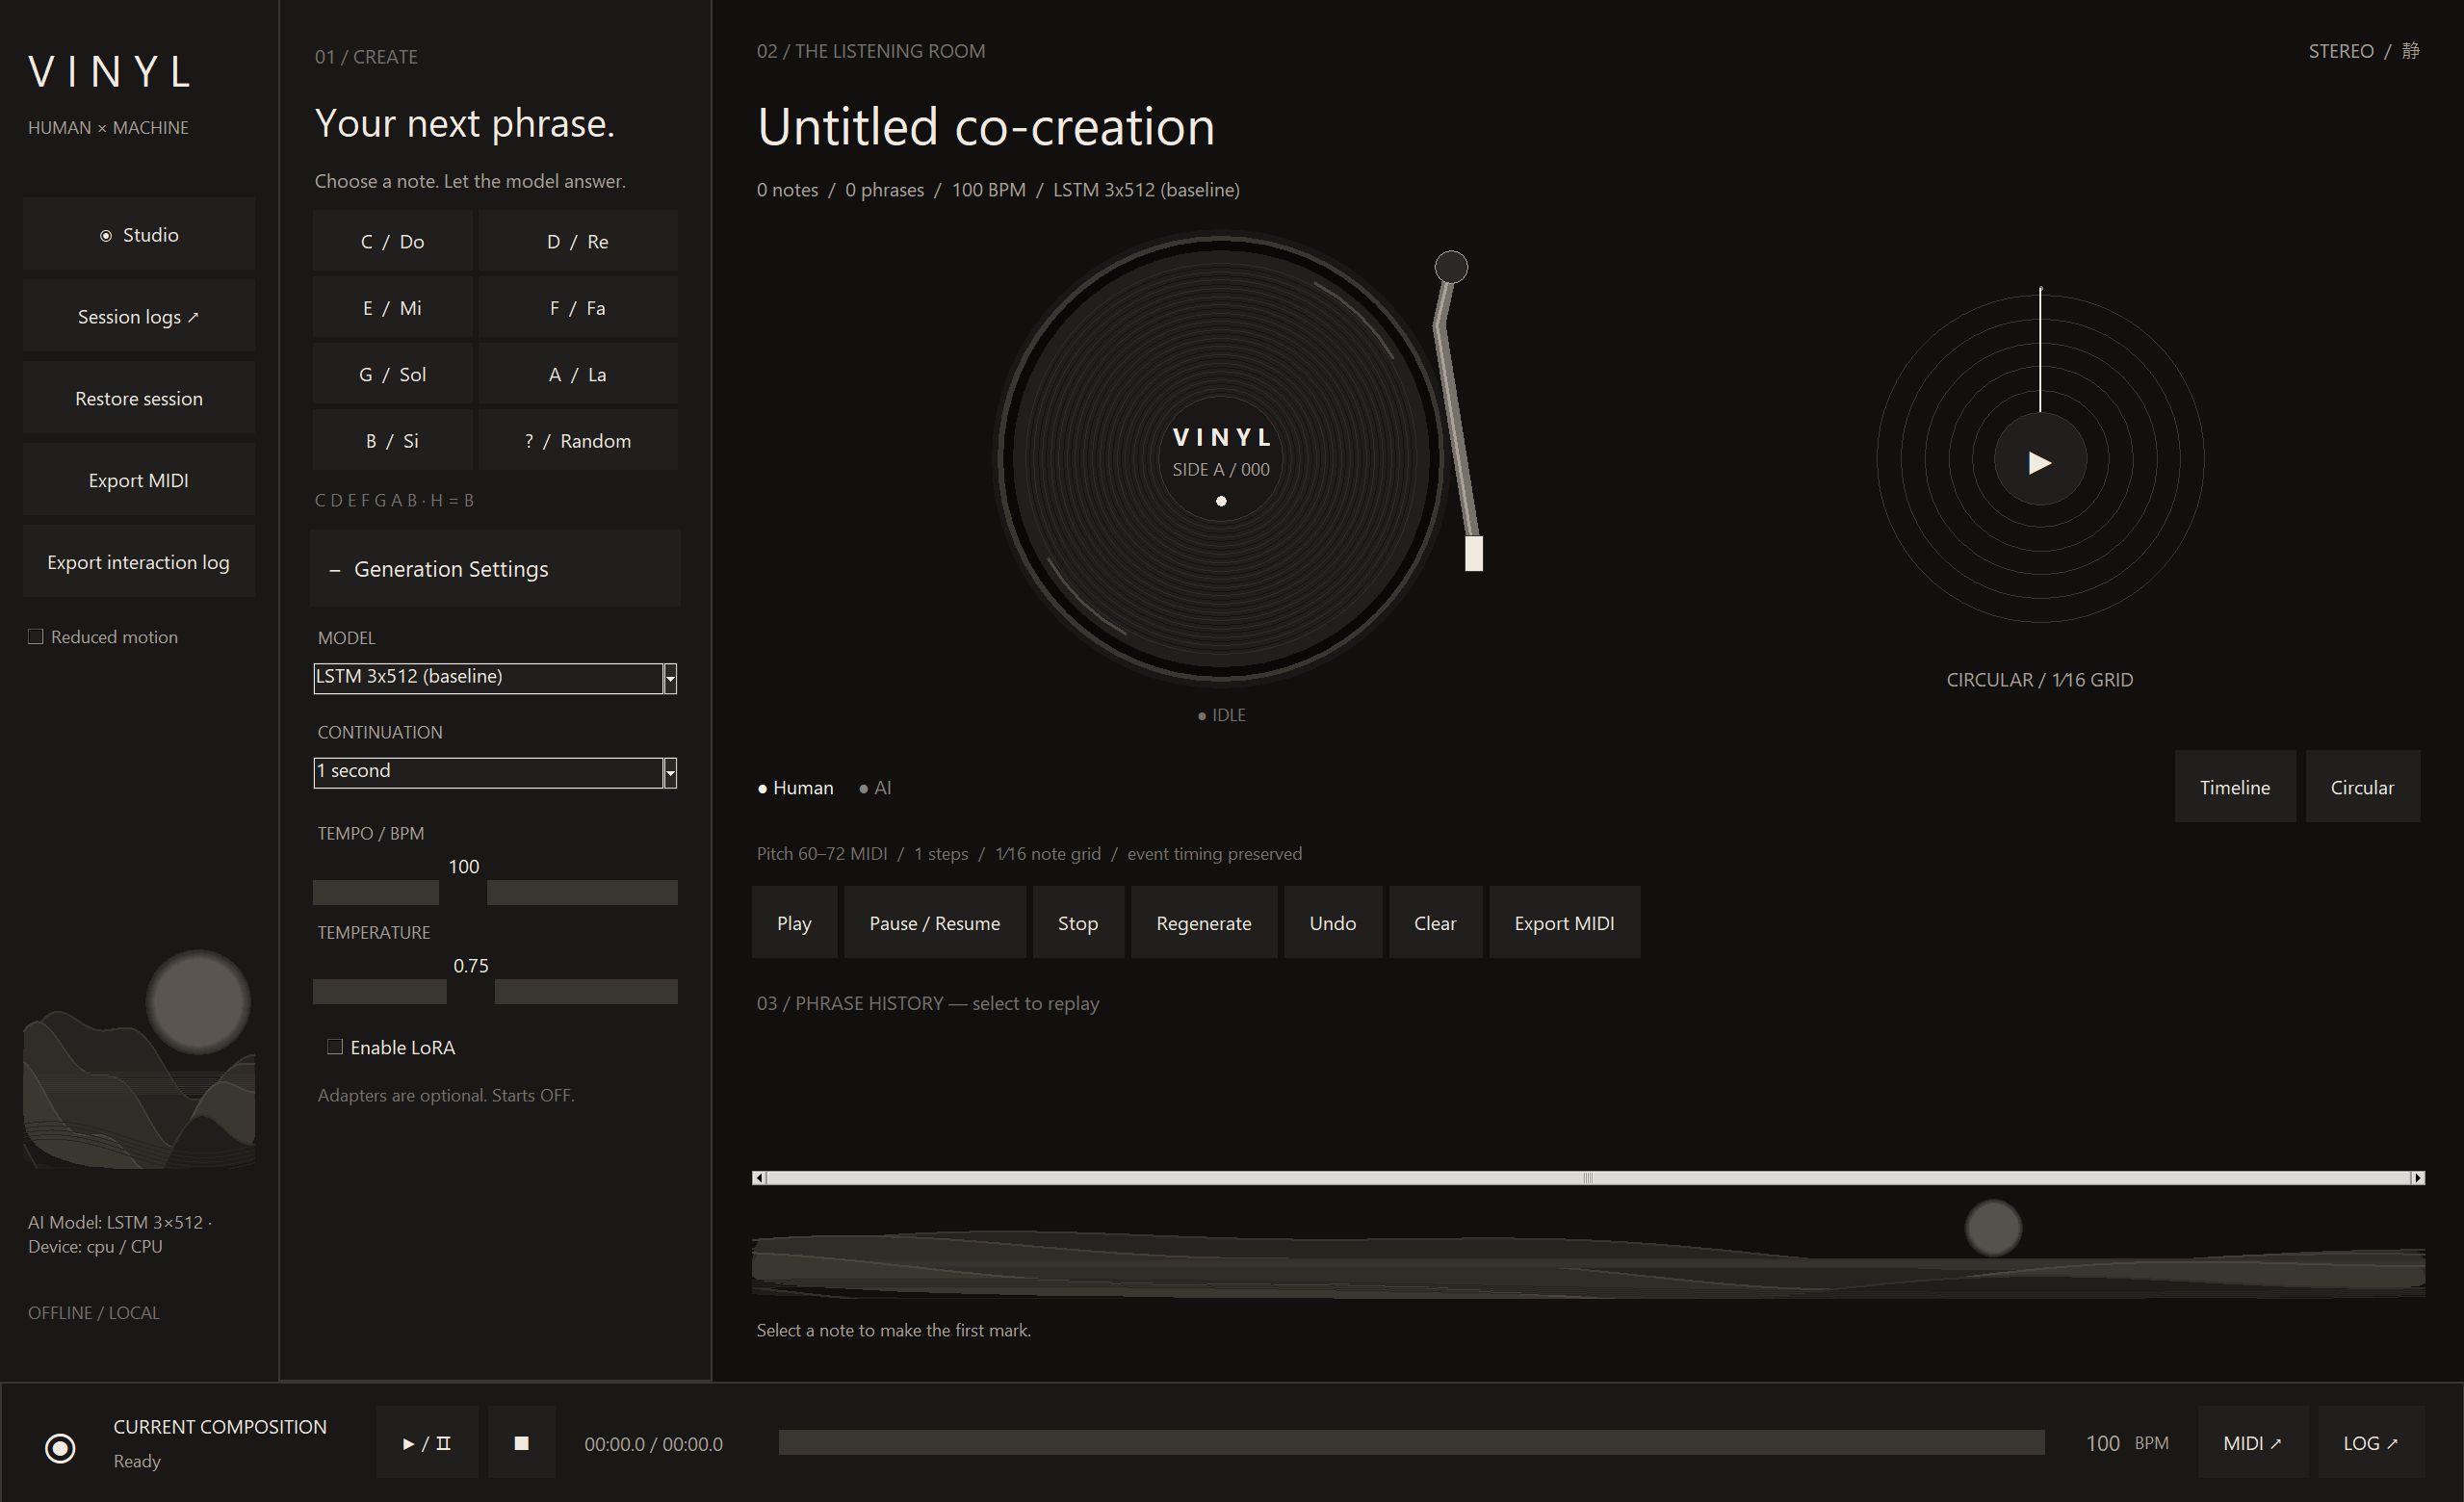 VINYL
HUMAN × MACHINE
◉ Studio
Session logs ↗
Restore session
Export MIDI
Export interaction log
Reduced motion
AI Model: LSTM 3×512 ·
Device: cpu / CPU
OFFLINE / LOCAL
01 / CREATE
Your next phrase.
Choose a note. Let the model answer.
C / Do
D / Re
E / Mi
F / Fa
G / Sol
A / La
B / Si
? / Random
C D E F G A B · H = B
– Generation Settings
MODEL
LSTM 3x512 (baseline)
CONTINUATION
1 second
TEMPO / BPM
100
TEMPERATURE
0.75
Enable LoRA
Adapters are optional. Starts OFF.
02 / THE LISTENING ROOM
STEREO / 静
Untitled co-creation
0 notes / 0 phrases / 100 BPM / LSTM 3x512 (baseline)
VINYL
SIDE A / 000
● IDLE
CIRCULAR / 1⁄16 GRID
● Human ● AI
Timeline
Circular
Pitch 60–72 MIDI / 1 steps / 1⁄16 note grid / event timing preserved
Play
Pause / Resume
Stop
Regenerate
Undo
Clear
Export MIDI
03 / PHRASE HISTORY — select to replay
Select a note to make the first mark.
CURRENT COMPOSITION
Ready
▶ / Ⅱ
■
00:00.0 / 00:00.0
100 BPM
MIDI ↗
LOG ↗